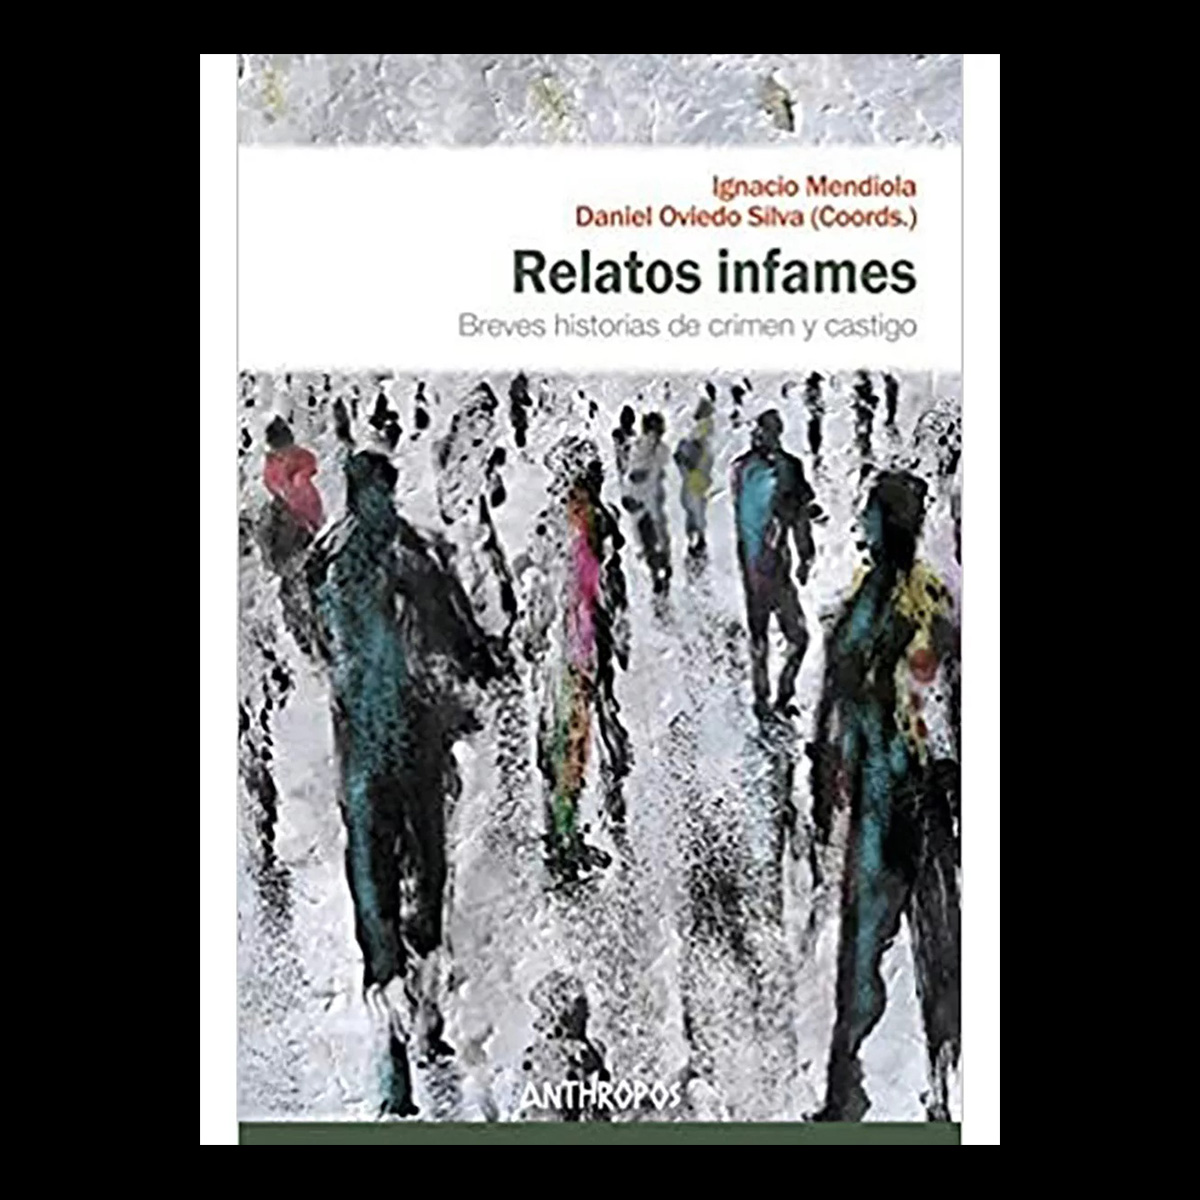 Ignacio Mendiola
Daniel Oviedo Silva (Coords.)
Relatos infames
Breves historias de crimen y castigo
ANTHROPOS